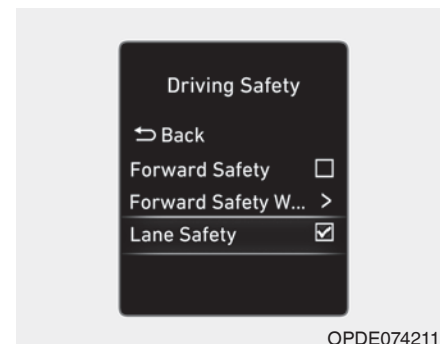 Driving Safety
Back
Forward Safety
Forward Safety W... >
Lane Safety
OPDE074211